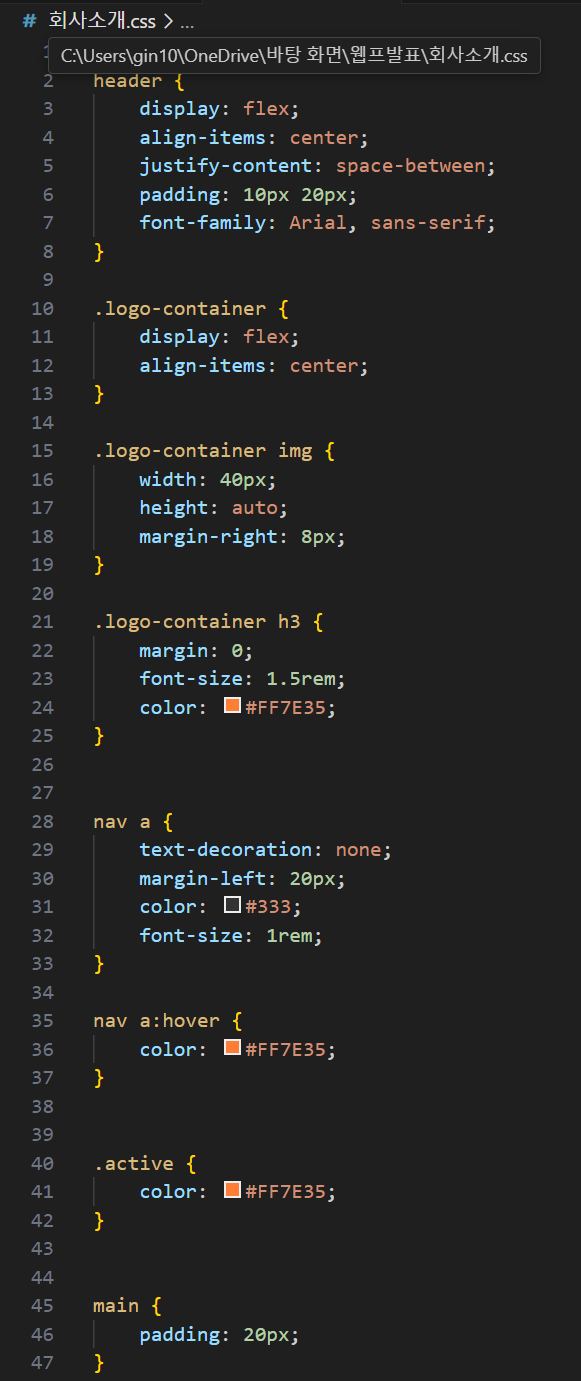 # 회사소개.css > ...
C:\Users\gin10\OneDrive\바탕 화면\웹프발표\회사소개.css
1
2 header {
3 display: flex;
4 align-items: center;
5 justify-content: space-between;
6 padding: 10px 20px;
7 font-family: Arial, sans-serif;
8 }
9
10 .logo-container {
11 display: flex;
12 align-items: center;
13 }
14
15 .logo-container img {
16 width: 40px;
17 height: auto;
18 margin-right: 8px;
19 }
20
21 .logo-container h3 {
22 margin: 0;
23 font-size: 1.5rem;
24 color: #FF7E35;
25 }
26
27
28 nav a {
29 text-decoration: none;
30 margin-left: 20px;
31 color: #333;
32 font-size: 1rem;
33 }
34
35 nav a:hover {
36 color: #FF7E35;
37 }
38
39
40 .active {
41 color: #FF7E35;
42 }
43
44
45 main {
46 padding: 20px;
47 }